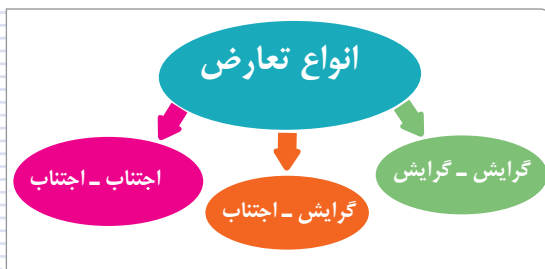 انواع تعارض
گرایش ـ گرایش
گرایش ـ اجتناب
اجتناب ـ اجتناب